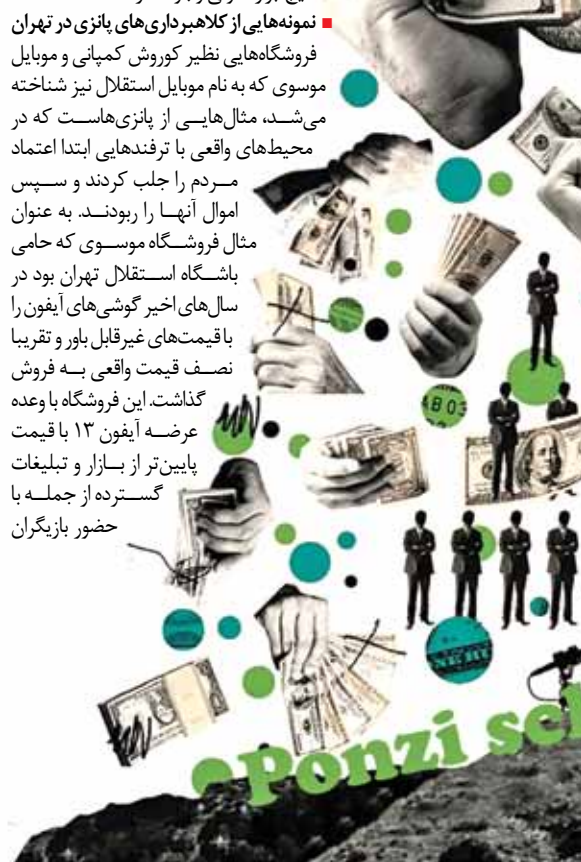 نمونه‌هایی از کلاهبرداری‌های پانزی در تهران
فروشگاه‌هایی نظیر کوروش کمپانی و موبایل
موسوی که به نام موبایل استقلال نیز شناخته
می‌شد، مثال‌هایی از پانزی‌هاست که در
محیط‌های واقعی با ترفندهایی ابتدا اعتماد
مردم را جلب کردند و سپس
اموال آنها را ربودند. به عنوان
مثال فروشگاه موسوی که حامی
باشگاه استقلال تهران بود در
سال‌های اخیر گوشی‌های آیفون را
با قیمت‌های غیرقابل باور و تقریبا
نصف قیمت واقعی به فروش
گذاشت. این فروشگاه با وعده
عرضه آیفون ۱۳ با قیمت
پایین‌تر از بازار و تبلیغات
گسترده از جمله با
حضور بازیگران
AB03
Ponzi sc